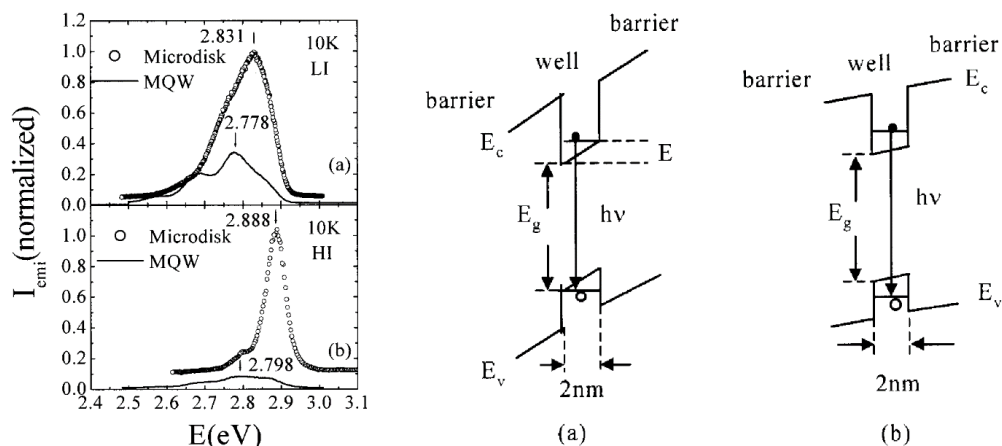 I_emi(normalized)
1.2
1.0
0.8
0.6
0.4
0.2
0.0
2.831
10K
LI
Microdisk
MQW
2.778
(a)
1.0
0.8
0.6
0.4
0.2
0.0
2.888
10K
HI
Microdisk
MQW
2.798
(b)
2.4 2.5 2.6 2.7 2.8 2.9 3.0 3.1
E(eV)
barrier
well
barrier
E_c
E
E_g
hν
E_v
2nm
(a)
barrier
well
barrier
E_c
E_g
hν
E_v
2nm
(b)